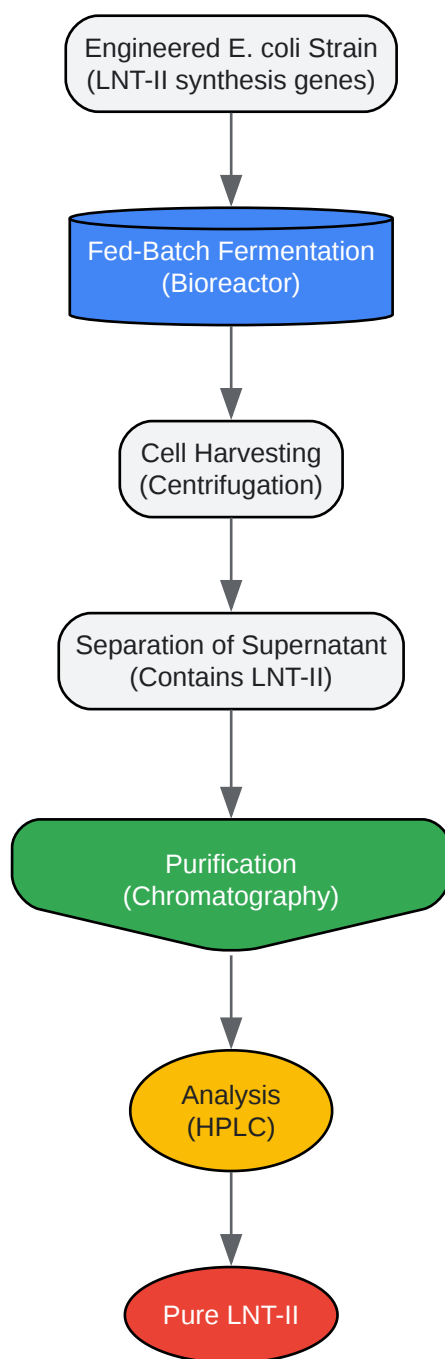 Engineered E. coli Strain
(LNT-II synthesis genes)
Fed-Batch Fermentation
(Bioreactor)
Cell Harvesting
(Centrifugation)
Separation of Supernatant
(Contains LNT-II)
Purification
(Chromatography)
Analysis
(HPLC)
Pure LNT-II